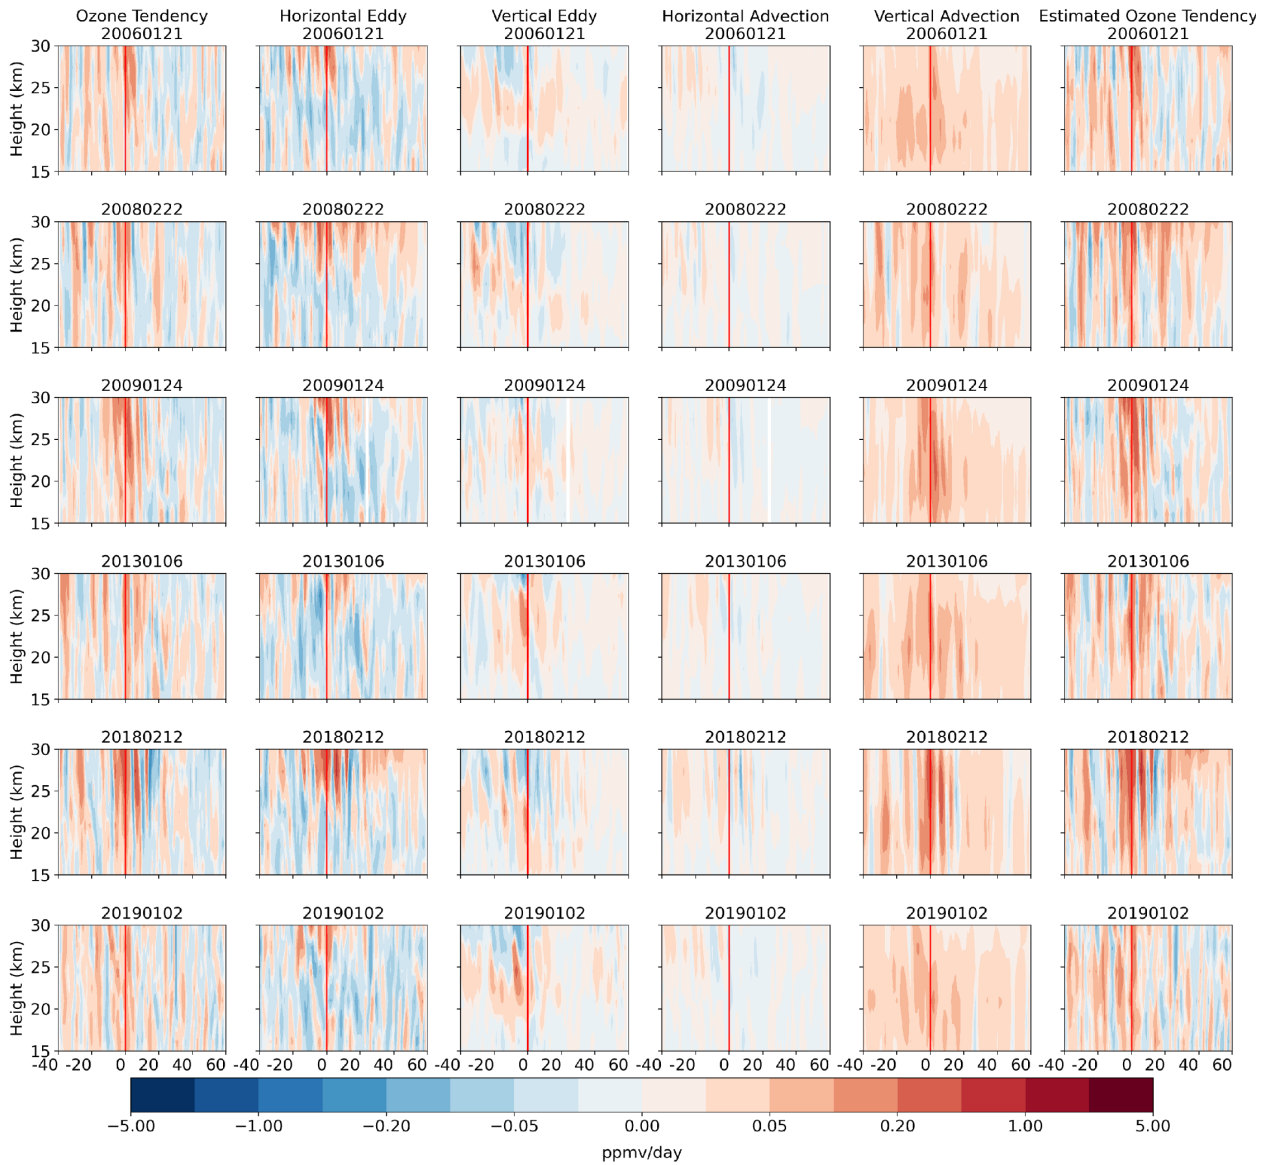 Ozone Tendency Horizontal Eddy Vertical Eddy Horizontal Advection Vertical Advection Estimated Ozone Tendency
20060121 20060121 20060121 20060121 20060121 20060121
30
25
20
15
Height (km)
20080222 20080222 20080222 20080222 20080222 20080222
30
25
20
15
Height (km)
20090124 20090124 20090124 20090124 20090124 20090124
30
25
20
15
Height (km)
20130106 20130106 20130106 20130106 20130106 20130106
30
25
20
15
Height (km)
20180212 20180212 20180212 20180212 20180212 20180212
30
25
20
15
Height (km)
20190102 20190102 20190102 20190102 20190102 20190102
30
25
20
15
Height (km)
-40 -20 0 20 40 60 -40 -20 0 20 40 60 -40 -20 0 20 40 60 -40 -20 0 20 40 60 -40 -20 0 20 40 60 -40 -20 0 20 40 60
−5.00 −1.00 −0.20 −0.05 0.00 0.05 0.20 1.00 5.00
ppmv/day